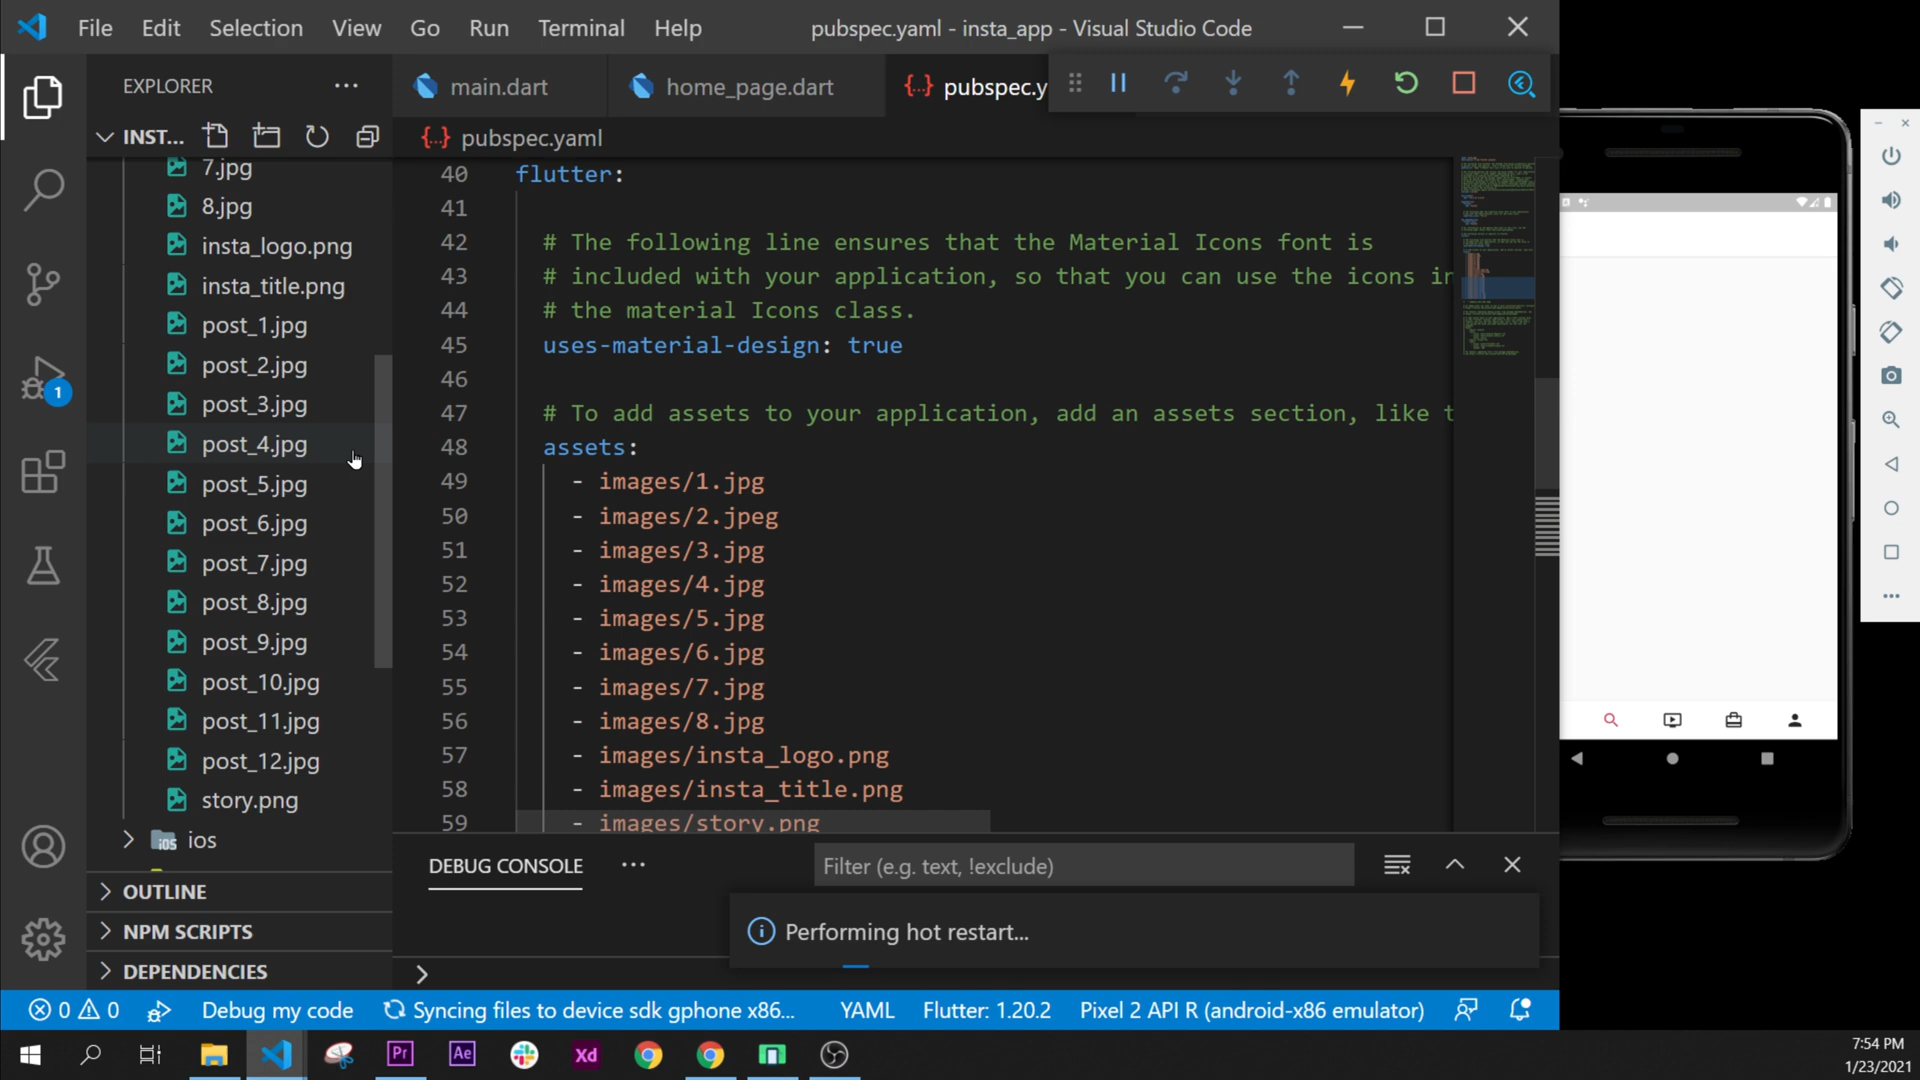 File Edit Selection View Go Run Terminal Help
pubspec.yaml - insta_app - Visual Studio Code
EXPLORER
main.dart
home_page.dart
{...} pubspec.y
INST...
{...} pubspec.yaml
7.jpg
8.jpg
insta_logo.png
insta_title.png
post_1.jpg
post_2.jpg
post_3.jpg
post_4.jpg
post_5.jpg
post_6.jpg
post_7.jpg
post_8.jpg
post_9.jpg
post_10.jpg
post_11.jpg
post_12.jpg
story.png
iOS ios
OUTLINE
NPM SCRIPTS
DEPENDENCIES
1
40 flutter:
41
42 # The following line ensures that the Material Icons font is
43 # included with your application, so that you can use the icons in
44 # the material Icons class.
45 uses-material-design: true
46
47 # To add assets to your application, add an assets section, like t
48 assets:
49 - images/1.jpg
50 - images/2.jpeg
51 - images/3.jpg
52 - images/4.jpg
53 - images/5.jpg
54 - images/6.jpg
55 - images/7.jpg
56 - images/8.jpg
57 - images/insta_logo.png
58 - images/insta_title.png
59 - images/story.png
DEBUG CONSOLE
Filter (e.g. text, !exclude)
Performing hot restart...
0 0 Debug my code Syncing files to device sdk gphone x86... YAML Flutter: 1.20.2 Pixel 2 API R (android-x86 emulator)
Pr Ae Xd
7:54 PM
1/23/2021